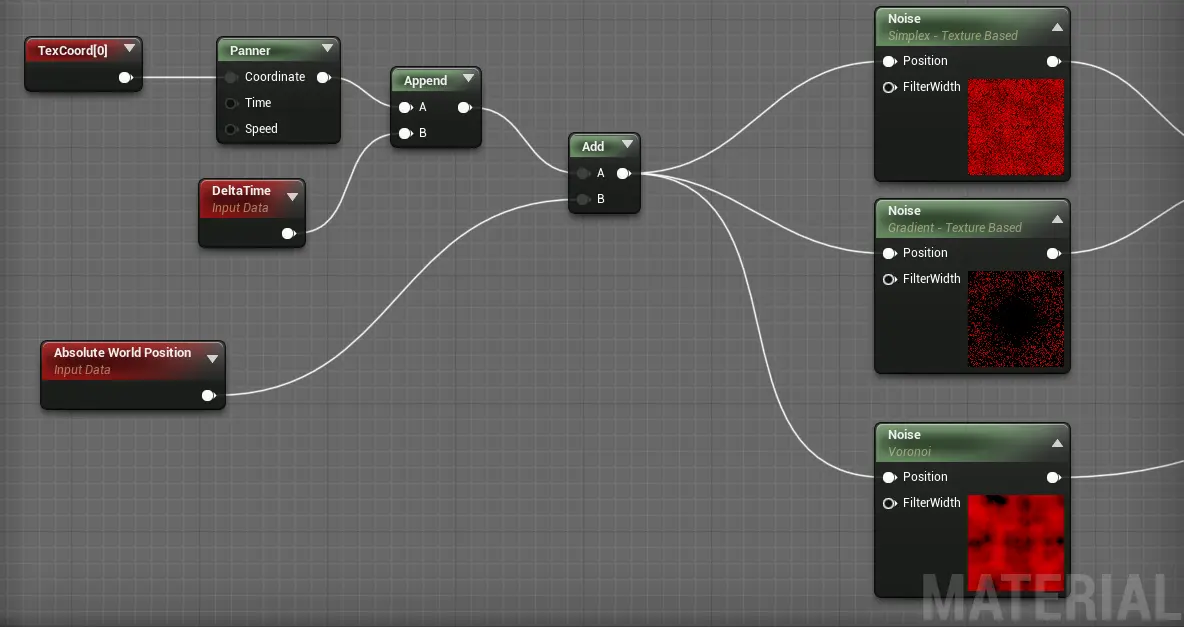 TexCoord[0]
Panner
Coordinate
Time
Speed
Append
A
B
DeltaTime
Input Data
Add
A
B
Absolute World Position
Input Data
Noise
Simplex - Texture Based
Position
FilterWidth
Noise
Gradient - Texture Based
Position
FilterWidth
Noise
Voronoi
Position
FilterWidth
MATERIAL